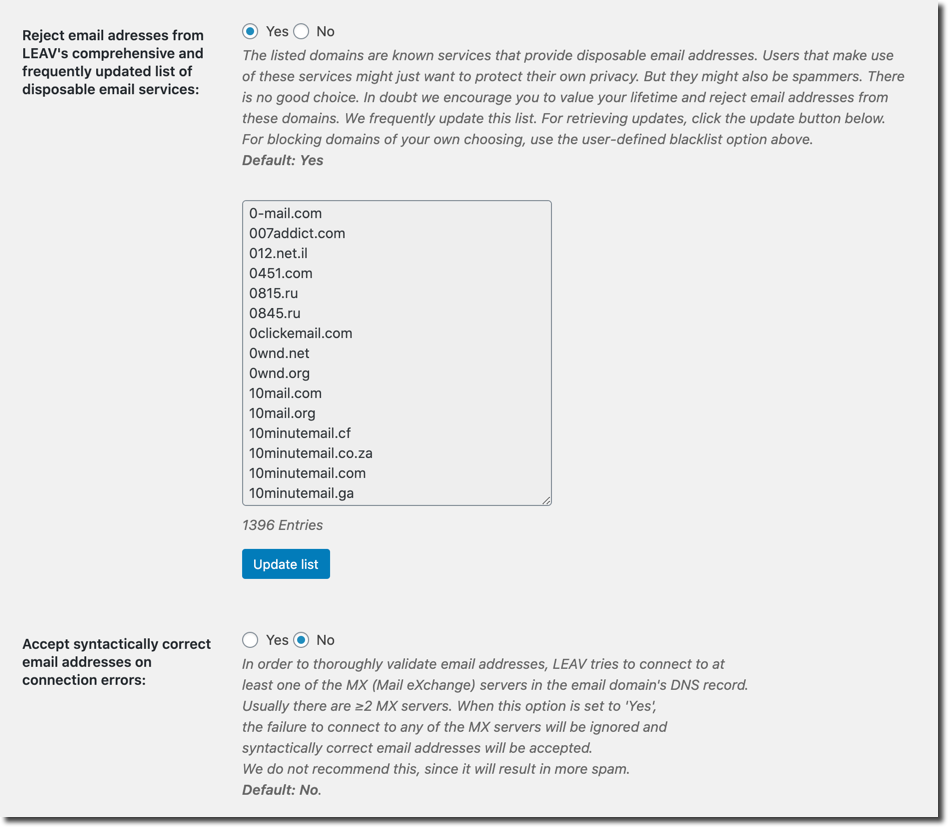 Reject email adresses from
LEAV's comprehensive and
frequently updated list of
disposable email services:
Yes No
The listed domains are known services that provide disposable email addresses. Users that make use
of these services might just want to protect their own privacy. But they might also be spammers. There
is no good choice. In doubt we encourage you to value your lifetime and reject email addresses from
these domains. We frequently update this list. For retrieving updates, click the update button below.
For blocking domains of your own choosing, use the user-defined blacklist option above.
Default: Yes
0-mail.com
007addict.com
012.net.il
0451.com
0815.ru
0845.ru
0clickemail.com
0wnd.net
0wnd.org
10mail.com
10mail.org
10minutemail.cf
10minutemail.co.za
10minutemail.com
10minutemail.ga
1396 Entries
Update list
Accept syntactically correct
email addresses on
connection errors:
Yes No
In order to thoroughly validate email addresses, LEAV tries to connect to at
least one of the MX (Mail eXchange) servers in the email domain's DNS record.
Usually there are ≥2 MX servers. When this option is set to 'Yes',
the failure to connect to any of the MX servers will be ignored and
syntactically correct email addresses will be accepted.
We do not recommend this, since it will result in more spam.
Default: No.